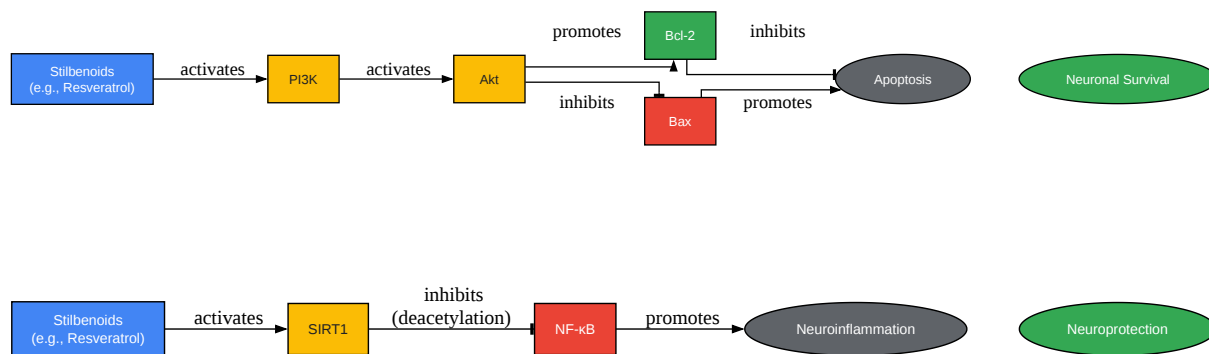 promotes
Bcl-2
inhibits
Stilbenoids
(e.g., Resveratrol)
activates
PI3K
activates
Akt
Apoptosis
Neuronal Survival
inhibits
Bax
promotes
Stilbenoids
(e.g., Resveratrol)
activates
SIRT1
inhibits
(deacetylation)
NF-κB
promotes
Neuroinflammation
Neuroprotection